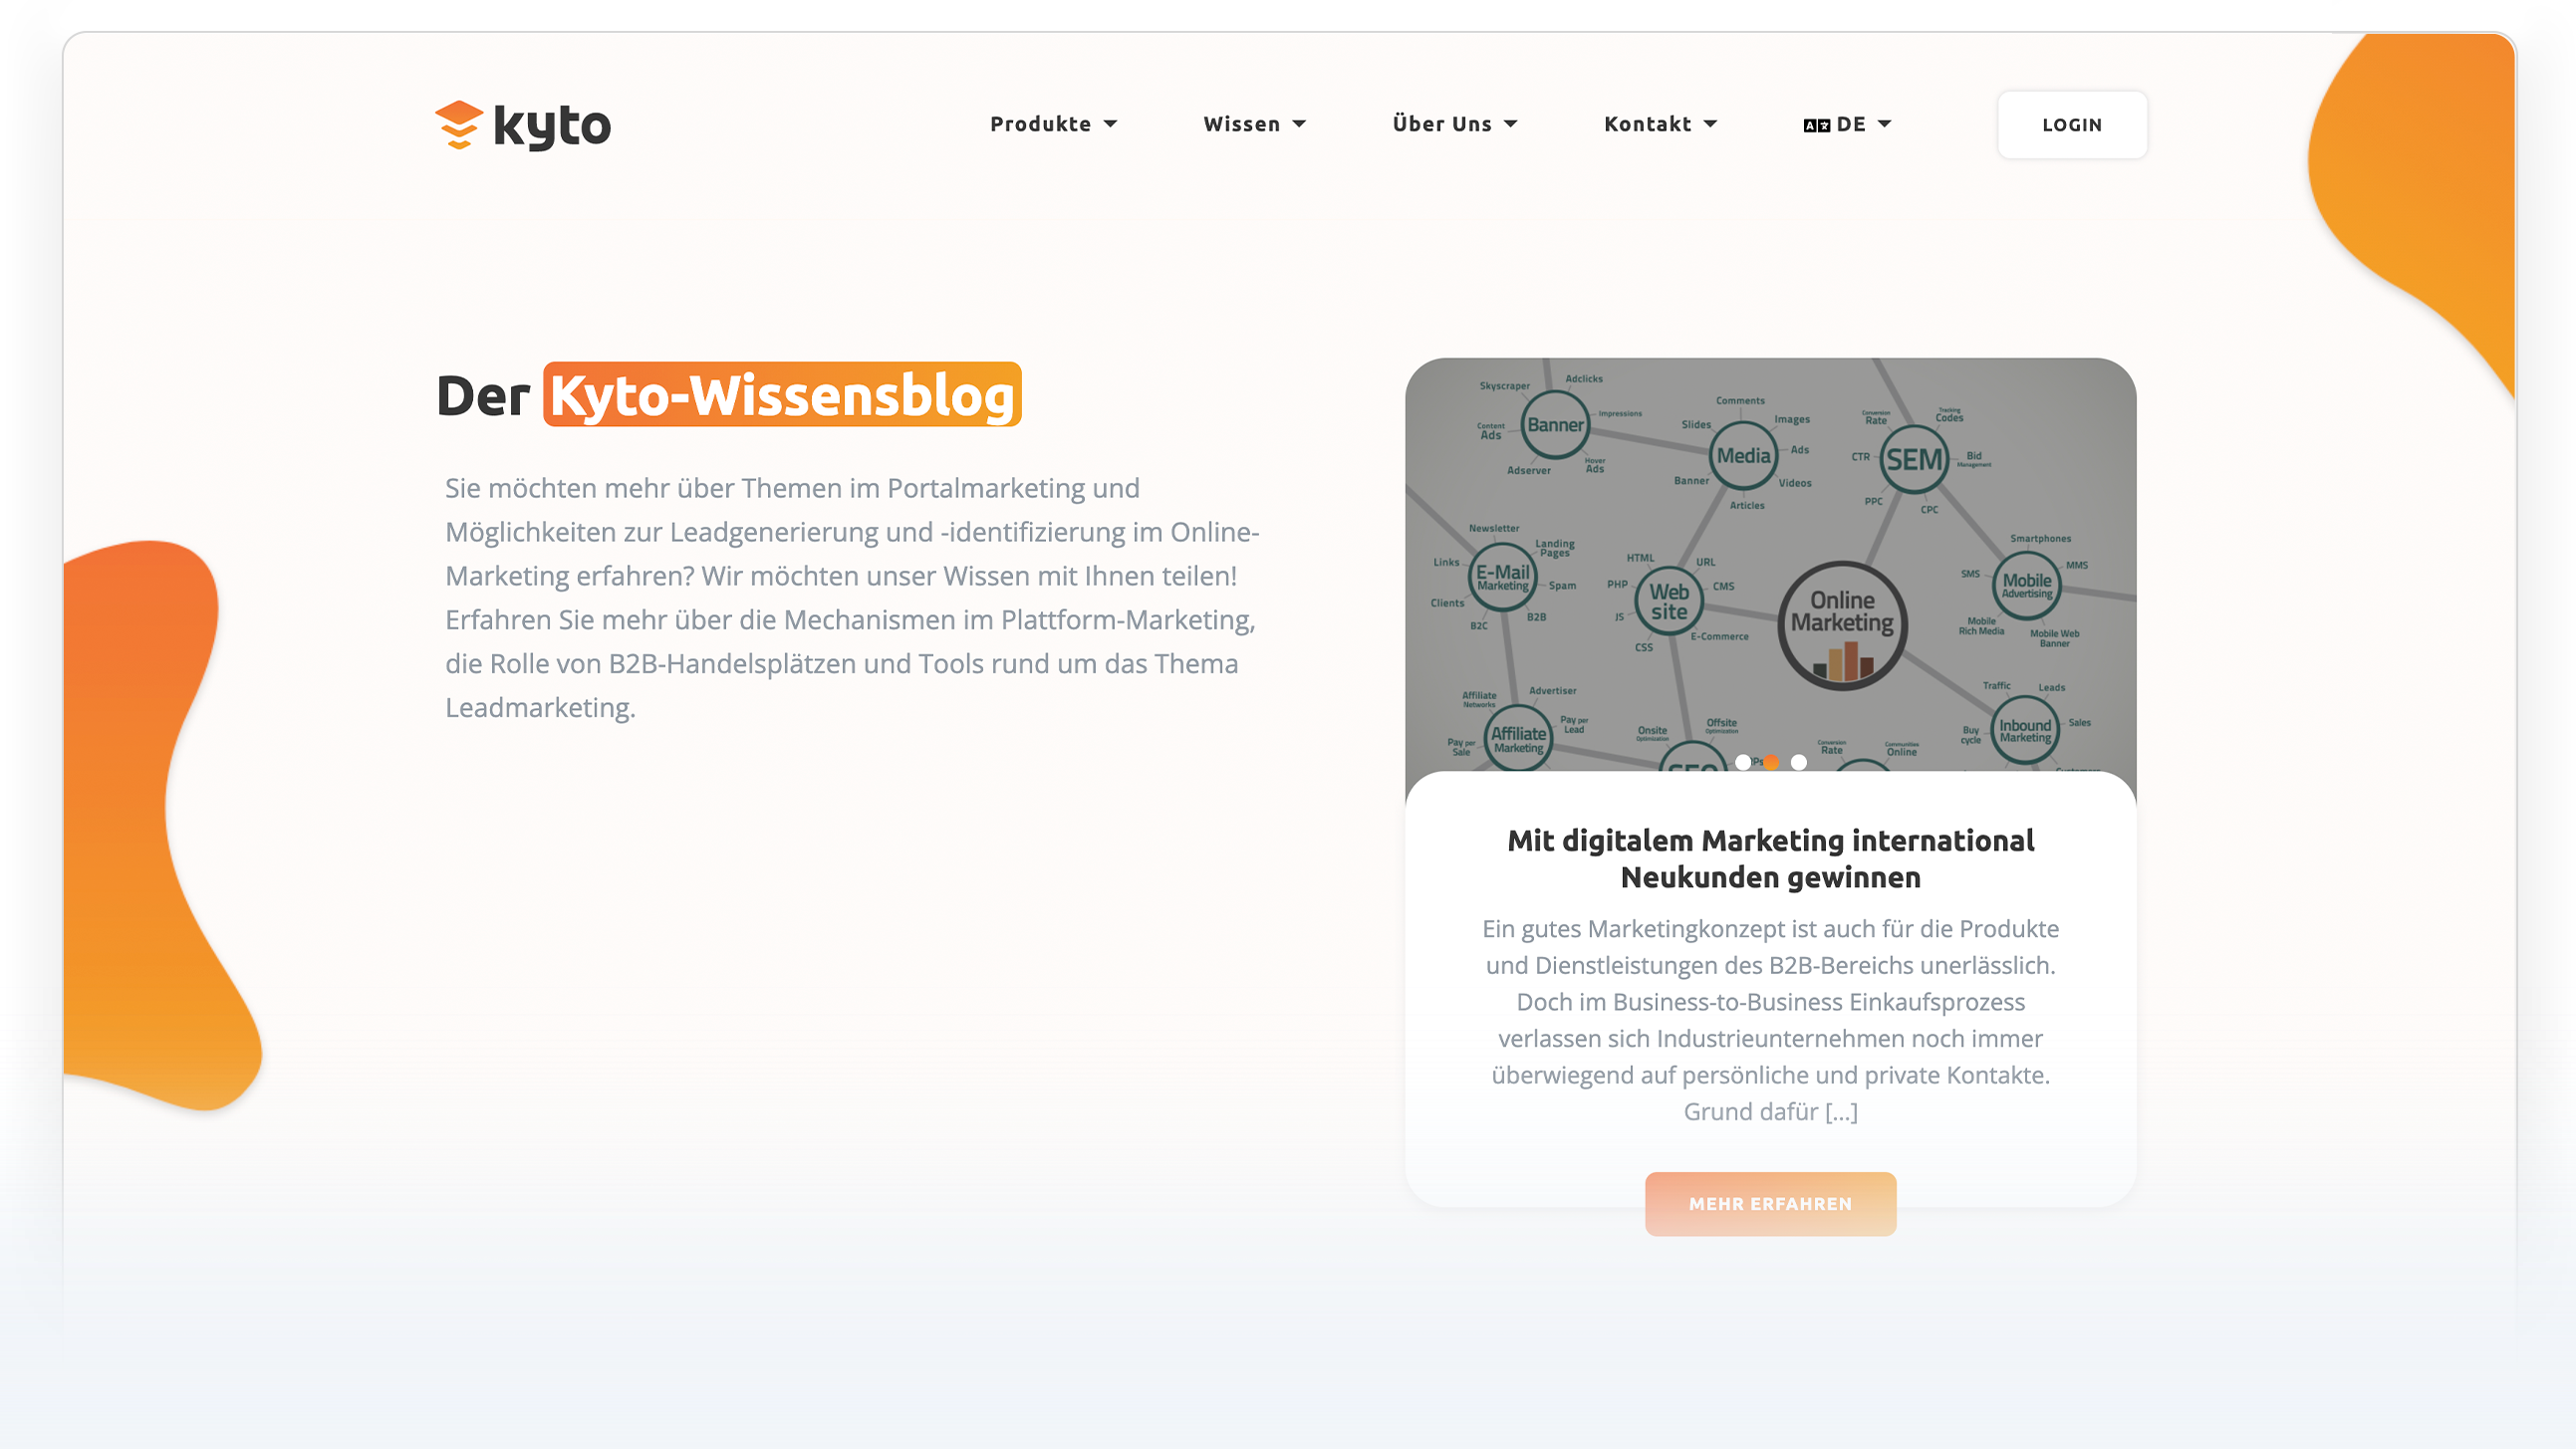 kyto
Produkte
Wissen
Über Uns
Kontakt
DE
LOGIN
Der Kyto-Wissensblog
Sie möchten mehr über Themen im Portalmarketing und
Möglichkeiten zur Leadgenerierung und -identifizierung im Online-
Marketing erfahren? Wir möchten unser Wissen mit Ihnen teilen!
Erfahren Sie mehr über die Mechanismen im Plattform-Marketing,
die Rolle von B2B-Handelsplätzen und Tools rund um das Thema
Leadmarketing.
Skyscraper
Adclicks
Banner
Impressions
Content
Ads
Adserver
Hover
Ads
Comments
Slides
Images
Media
Ads
Banner
Videos
Articles
Conversion
Rate
Tracking
Codes
CTR
SEM
Bid
Management
PPC
CPC
Newsletter
Links
Landing
Pages
E-Mail
Marketing
Spam
Clients
B2B
B2C
HTML
URL
PHP
Web
site
CMS
JS
E-Commerce
CSS
Online
Marketing
Smartphones
SMS
MMS
Mobile
Advertising
Mobile
Rich Media
Mobile Web
Banner
Affiliate
Networks
Advertiser
Affiliate
Marketing
Pay per
Lead
Pay per
Sale
Onsite
Optimization
Offsite
Optimization
SEO
Conversion
Rate
Communities
Online
Traffic
Leads
Inbound
Marketing
Sales
Buy
cycle
Mit digitalem Marketing international
Neukunden gewinnen
Ein gutes Marketingkonzept ist auch für die Produkte
und Dienstleistungen des B2B-Bereichs unerlässlich.
Doch im Business-to-Business Einkaufsprozess
verlassen sich Industrieunternehmen noch immer
überwiegend auf persönliche und private Kontakte.
Grund dafür [...]
MEHR ERFAHREN